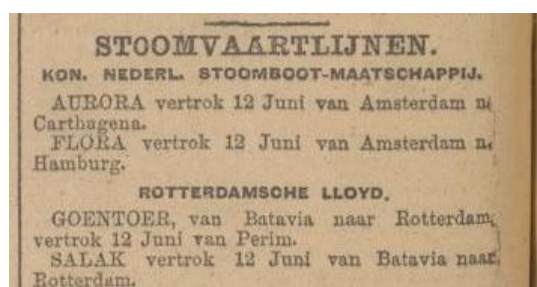 STOOMVAARTLIJNEN.
KON. NEDERL. STOOMBOOT-MAATSCHAPPIJ.
AURORA vertrok 12 Juni van Amsterdam n.
Carthagena.
FLORA vertrok 12 Juni van Amsterdam n.
Hamburg.
ROTTERDAMSCHE LLOYD.
GOENTOER, van Batavia naar Rotterdam,
vertrok 12 Juni van Perim.
SALAK vertrok 12 Juni van Batavia naar
Rotterdam.